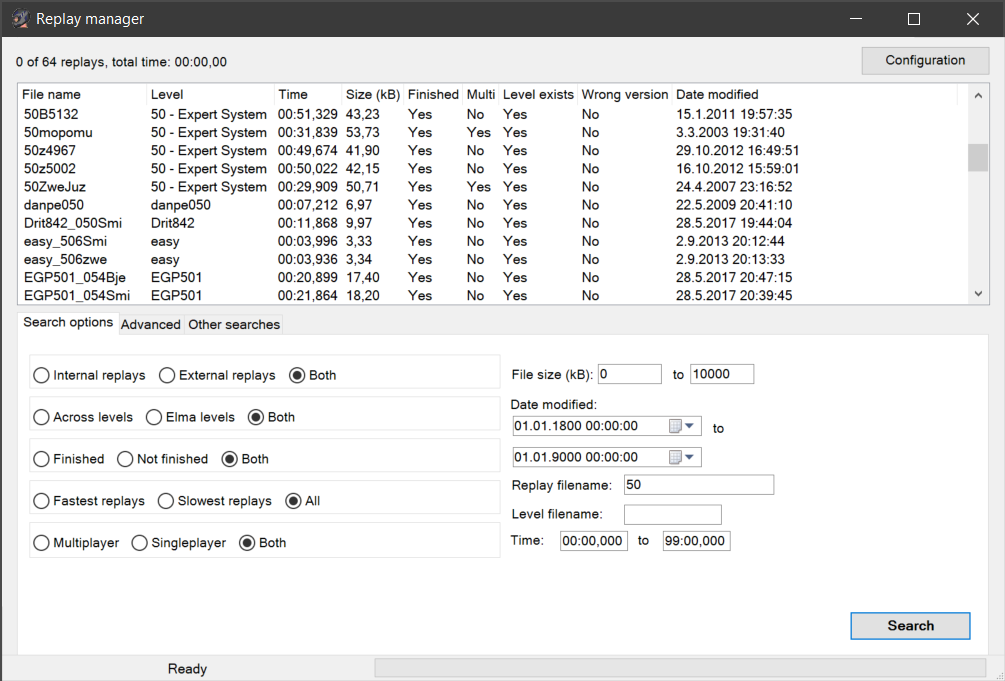 Replay manager
0 of 64 replays, total time: 00:00,00
Configuration
File name Level Time Size (kB) Finished Multi Level exists Wrong version Date modified
50B5132 50 - Expert System 00:51,329 43,23 Yes No Yes No 15.1.2011 19:57:35
50mopomu 50 - Expert System 00:31,839 53,73 Yes Yes Yes No 3.3.2003 19:31:40
50z4967 50 - Expert System 00:49,674 41,90 Yes No Yes No 29.10.2012 16:49:51
50z5002 50 - Expert System 00:50,022 42,15 Yes No Yes No 16.10.2012 15:59:01
50ZweJuz 50 - Expert System 00:29,909 50,71 Yes Yes Yes No 24.4.2007 23:16:52
danpe050 danpe050 00:07,212 6,97 Yes No Yes No 22.5.2009 20:41:10
Drit842_050Smi Drit842 00:11,868 9,97 Yes No Yes No 28.5.2017 19:44:04
easy_506Smi easy 00:03,996 3,33 Yes No Yes No 2.9.2013 20:12:44
easy_506zwe easy 00:03,936 3,34 Yes No Yes No 2.9.2013 20:13:33
EGP501_054Bje EGP501 00:20,899 17,40 Yes No Yes No 28.5.2017 20:47:15
EGP501_054Smi EGP501 00:21,864 18,20 Yes No Yes No 28.5.2017 20:39:45
Search options Advanced Other searches
Internal replays External replays Both
Across levels Elma levels Both
Finished Not finished Both
Fastest replays Slowest replays All
Multiplayer Singleplayer Both
File size (kB): 0 to 10000
Date modified:
01.01.1800 00:00:00 to
01.01.9000 00:00:00
Replay filename: 50
Level filename:
Time: 00:00,000 to 99:00,000
Search
Ready